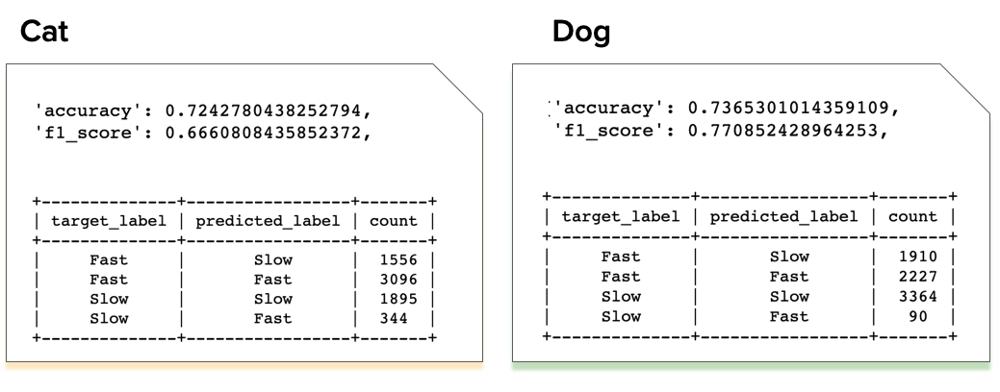 Cat
'accuracy': 0.7242780438252794,
'f1_score': 0.6660808435852372,
+--------------+-----------------+-------+
| target_label | predicted_label | count |
+--------------+-----------------+-------+
| Fast | Slow | 1556 |
| Fast | Fast | 3096 |
| Slow | Slow | 1895 |
| Slow | Fast | 344 |
+--------------+-----------------+-------+
Dog
'accuracy': 0.7365301014359109,
'f1_score': 0.770852428964253,
+--------------+-----------------+-------+
| target_label | predicted_label | count |
+--------------+-----------------+-------+
| Fast | Slow | 1910 |
| Fast | Fast | 2227 |
| Slow | Slow | 3364 |
| Slow | Fast | 90 |
+--------------+-----------------+-------+